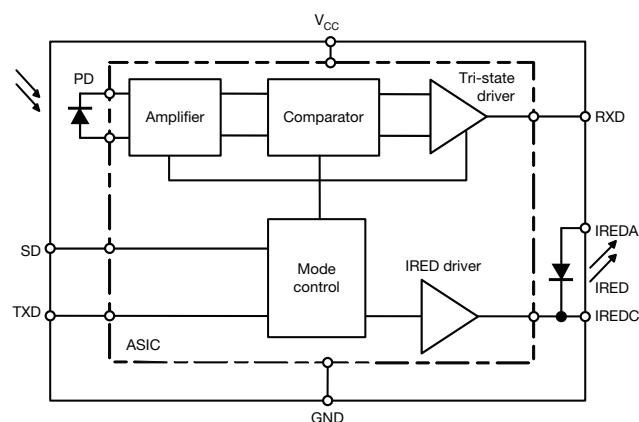 VCC
PD
Tri-state
driver
Amplifier
Comparator
RXD
IREDA
SD
Mode
control
IRED driver
IRED
TXD
IREDC
ASIC
GND